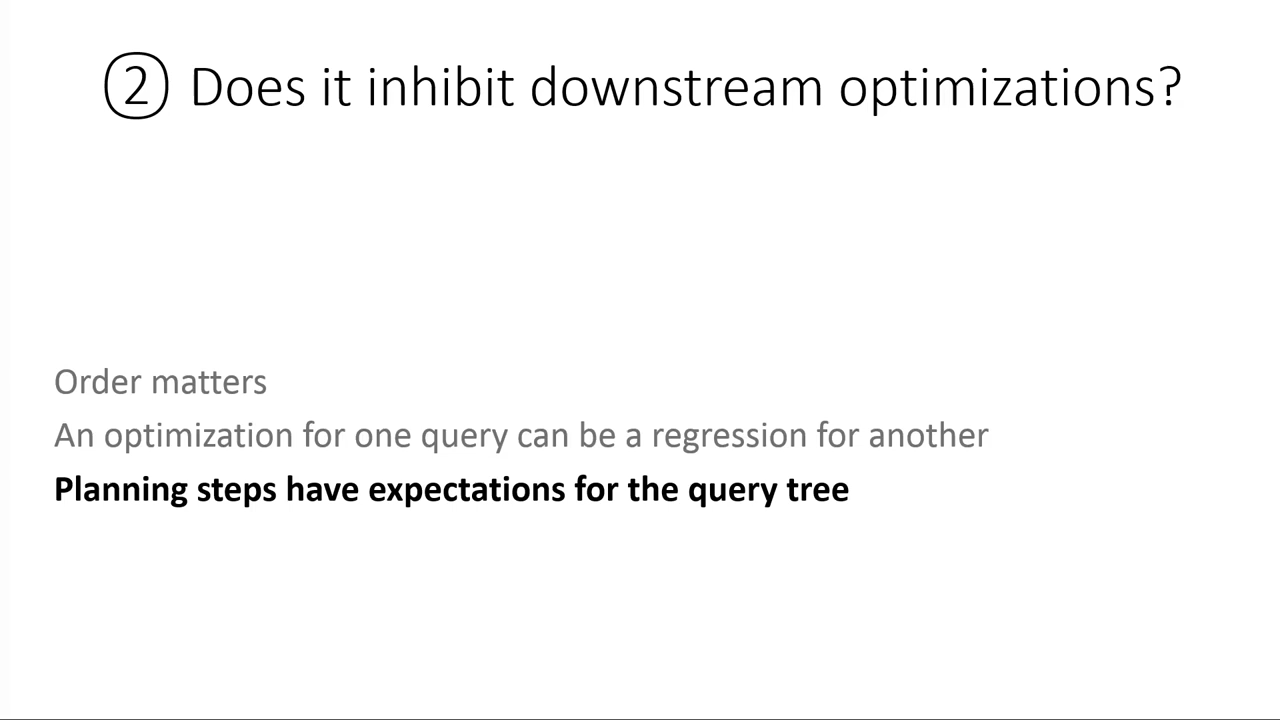 ② Does it inhibit downstream optimizations?
Order matters
An optimization for one query can be a regression for another
Planning steps have expectations for the query tree